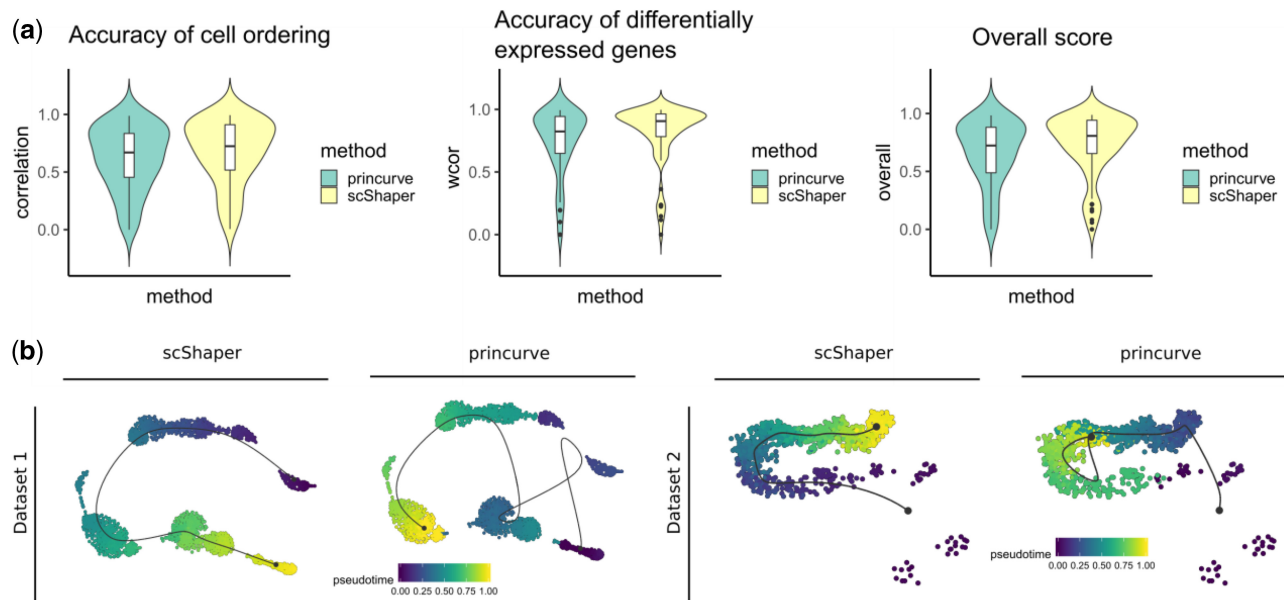 (a)
Accuracy of cell ordering
correlation
1.0
0.5
0.0
method
method
princurve
scShaper
Accuracy of differentially
expressed genes
wcor
1.0
0.5
0.0
method
method
princurve
scShaper
Overall score
overall
1.0
0.5
0.0
method
method
princurve
scShaper
(b)
scShaper
princurve
Dataset 1
pseudotime
0.00 0.25 0.50 0.75 1.00
scShaper
princurve
Dataset 2
pseudotime
0.00 0.25 0.50 0.75 1.00